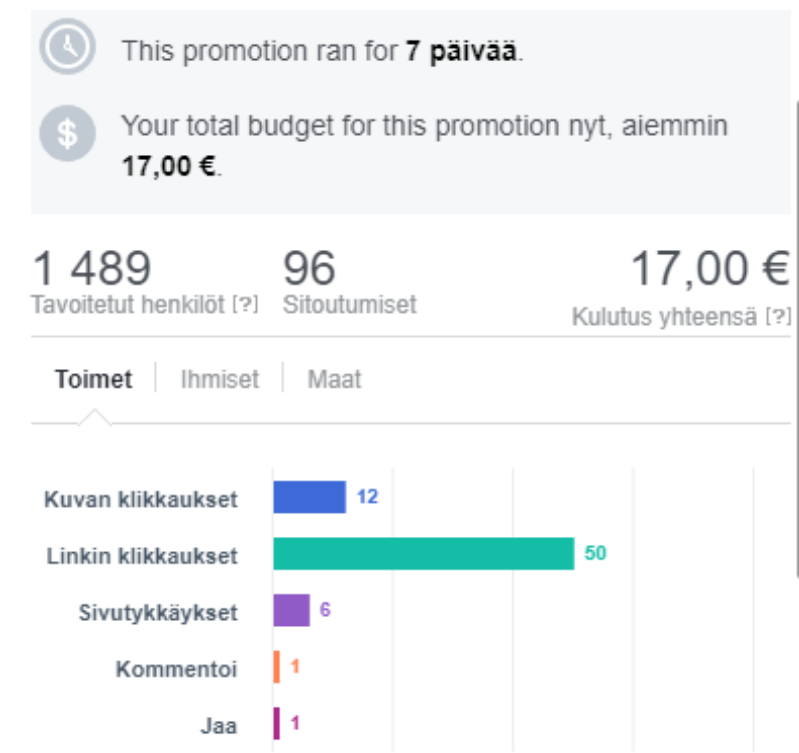 This promotion ran for 7 päivää.
$
Your total budget for this promotion nyt, aiemmin
17,00 €.
1 489
96
17,00 €
Tavoitetut henkilöt [?]
Sitoutumiset
Kulutus yhteensä [?]
Toimet
Ihmiset
Maat
Kuvan klikkaukset 12
Linkin klikkaukset 50
Sivutykkäykset 6
Kommentoi 1
Jaa 1